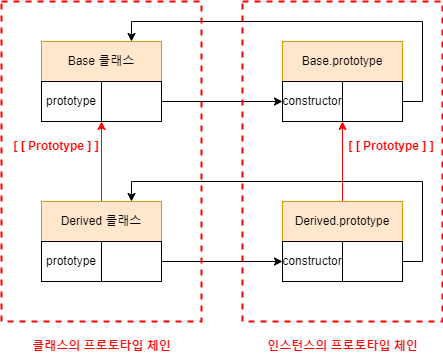 Base 클래스
Base.prototype
prototype
constructor
[ [ Prototype ] ]
[ [ Prototype ] ]
Derived 클래스
Derived.prototype
prototype
constructor
클래스의 프로토타입 체인
인스턴스의 프로토타입 체인